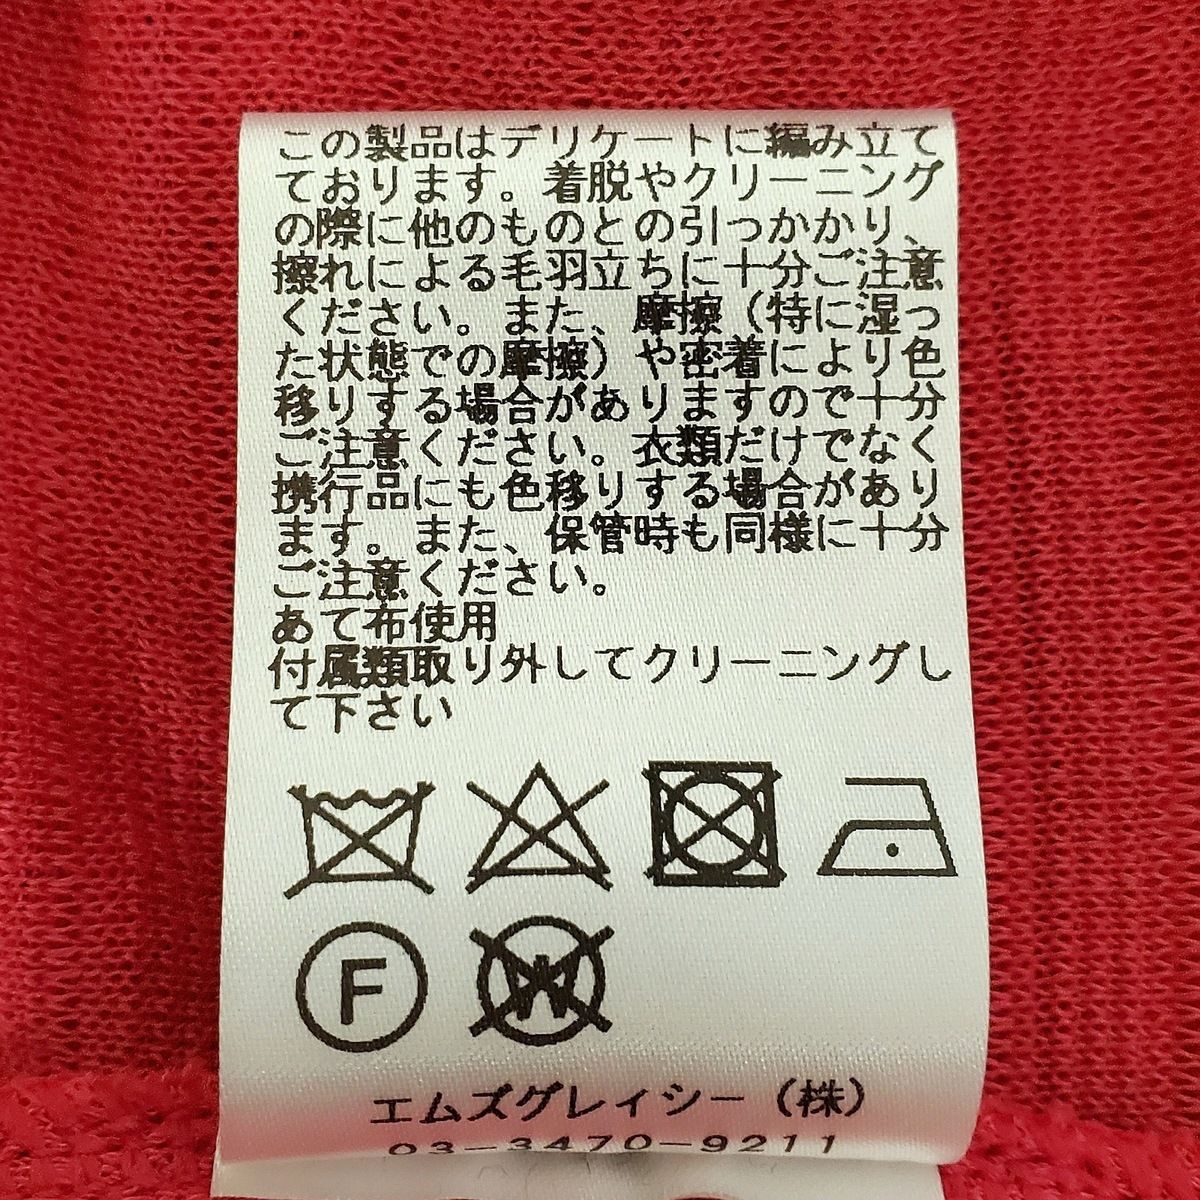 この製品はデリケートに編み立て
ております。着脱やクリーニング
の際に他のものとの引っかかり、
擦れによる毛羽立ちに十分ご注意
ください。また、摩擦（特に湿っ
た状態での摩擦）や密着により色
移りする場合がありますので十分
ご注意ください。衣類だけでなく
携行品にも色移りする場合があり
ます。また、保管時も同様に十分
ご注意ください。
あて布使用
付属類取り外してクリーニングし
て下さい
F
W
エムズグレイシー（株）
03-3470-9211